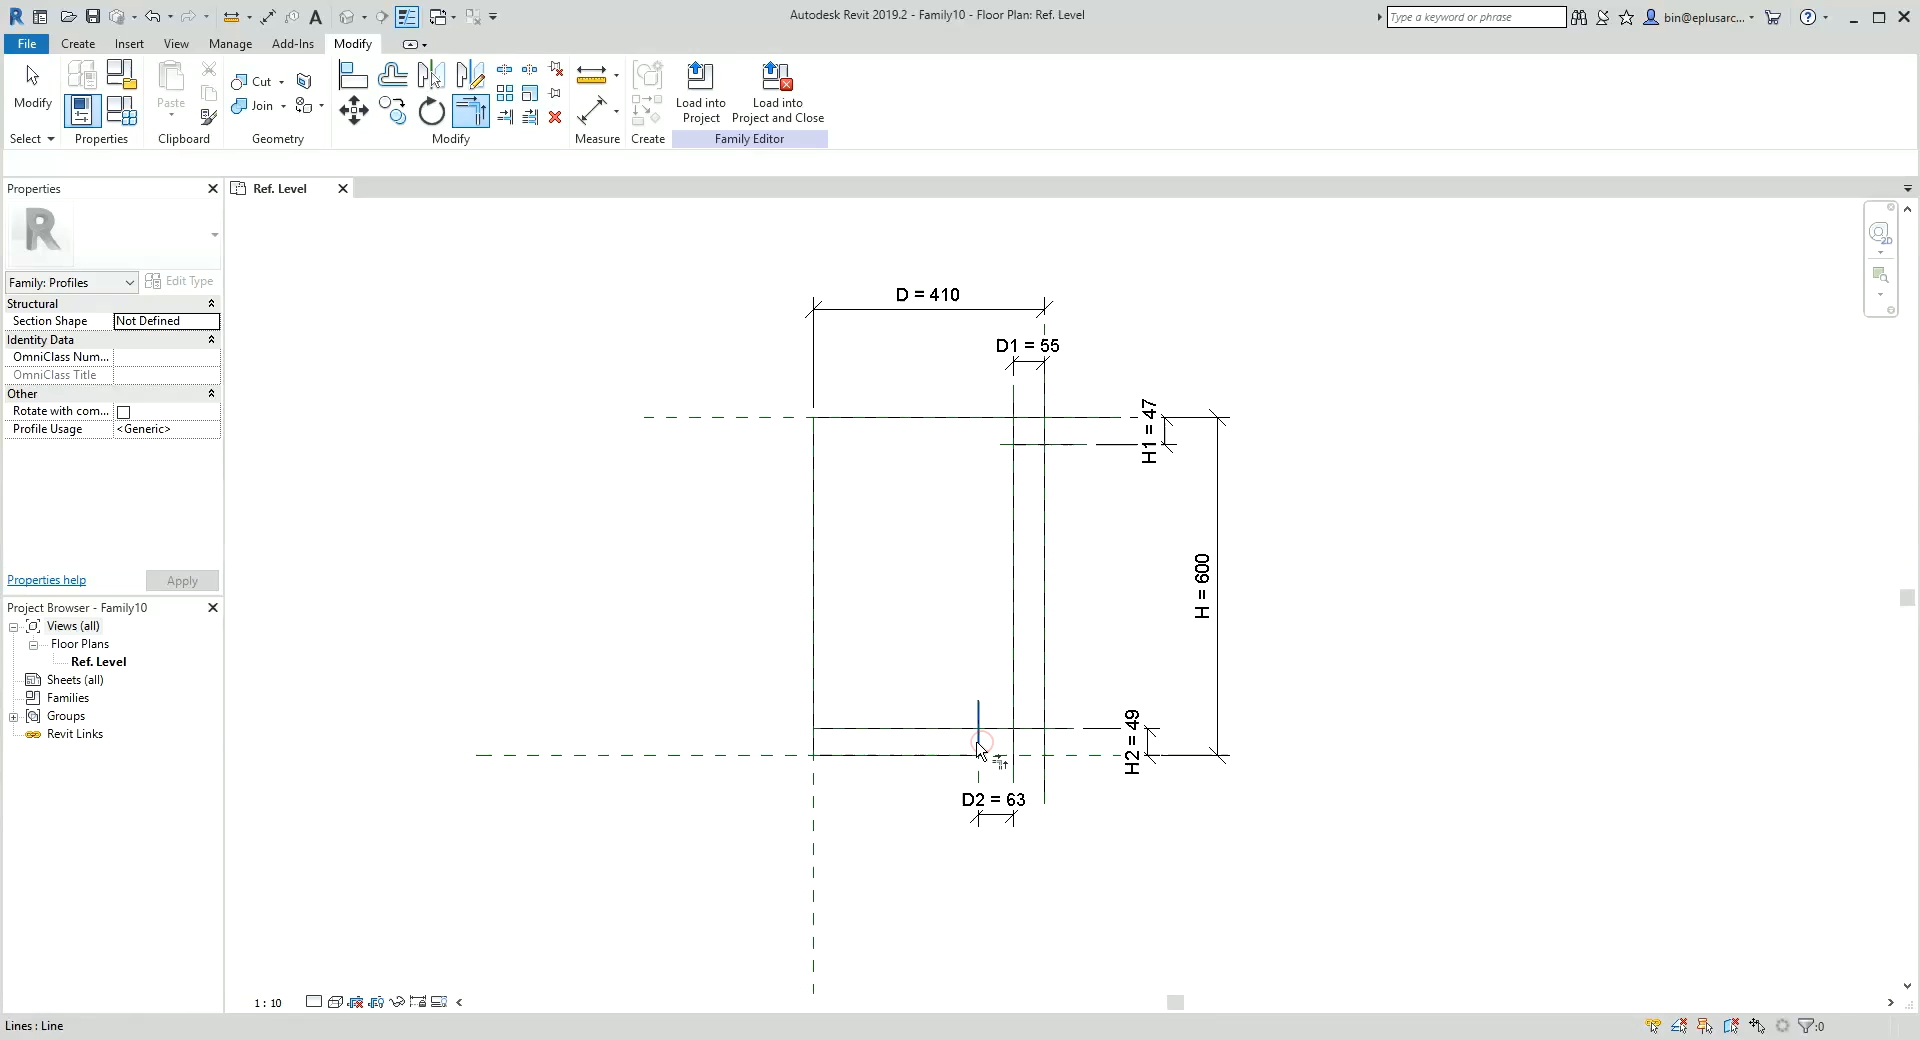 Autodesk Revit 2019.2 - Family10 - Floor Plan: Ref. Level
Type a keyword or phrase
bin@eplusarc...
File Create Insert View Manage Add-Ins Modify
Modify
Paste
Cut
Join
Load into
Project
Load into
Project and Close
Select Properties Clipboard Geometry Modify Measure Create Family Editor
Properties
Ref. Level
R
Family: Profiles
Edit Type
Structural
Section Shape Not Defined
Identity Data
OmniClass Num...
OmniClass Title
Other
Rotate with com...
Profile Usage <Generic>
Properties help
Apply
Project Browser - Family10
Views (all)
Floor Plans
Ref. Level
Sheets (all)
Families
Groups
Revit Links
D = 410
D1 = 55
H1 = 47
H = 600
H2 = 49
D2 = 63
1 : 10
Lines : Line
:0
2D